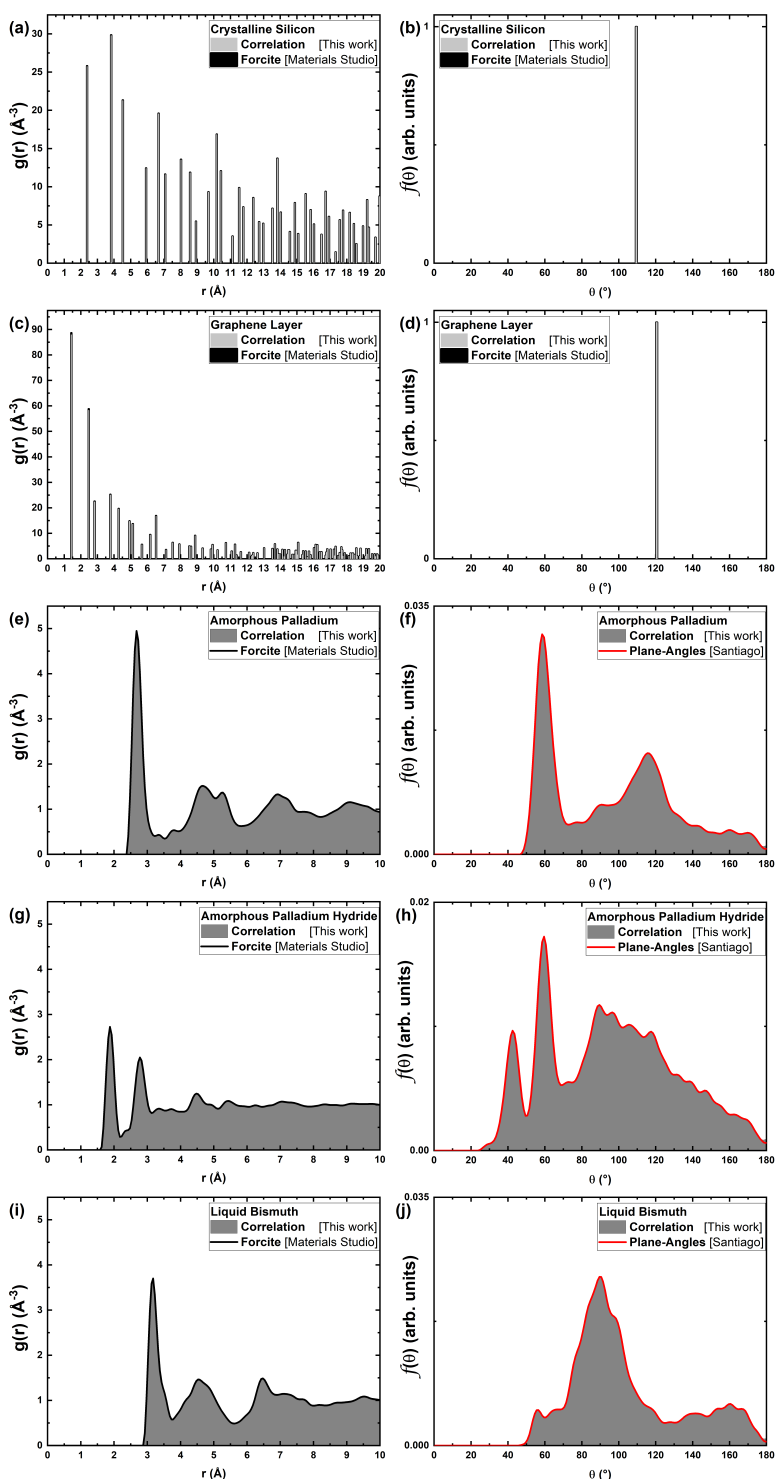 (a)
Crystalline Silicon
Correlation [This work]
Forcite [Materials Studio]
g(r) (Å-3)
30
25
20
15
10
5
0
0 1 2 3 4 5 6 7 8 9 10 11 12 13 14 15 16 17 18 19 20
r (Å)
(b)
Crystalline Silicon
Correlation [This work]
Forcite [Materials Studio]
f(θ) (arb. units)
1
0
0 20 40 60 80 100 120 140 160 180
θ (°)
(c)
Graphene Layer
Correlation [This work]
Forcite [Materials Studio]
g(r) (Å-3)
90
80
70
60
50
40
30
20
10
0
0 1 2 3 4 5 6 7 8 9 10 11 12 13 14 15 16 17 18 19 20
r (Å)
(d)
Graphene Layer
Correlation [This work]
Forcite [Materials Studio]
f(θ) (arb. units)
1
0
0 20 40 60 80 100 120 140 160 180
θ (°)
(e)
Amorphous Palladium
Correlation [This work]
Forcite [Materials Studio]
g(r) (Å-3)
5
4
3
2
1
0
0 1 2 3 4 5 6 7 8 9 10
r (Å)
(f)
Amorphous Palladium
Correlation [This work]
Plane-Angles [Santiago]
f(θ) (arb. units)
0.035
0.000
0 20 40 60 80 100 120 140 160 180
θ (°)
(g)
Amorphous Palladium Hydride
Correlation [This work]
Forcite [Materials Studio]
g(r) (Å-3)
5
4
3
2
1
0
0 1 2 3 4 5 6 7 8 9 10
r (Å)
(h)
Amorphous Palladium Hydride
Correlation [This work]
Plane-Angles [Santiago]
f(θ) (arb. units)
0.02
0.00
0 20 40 60 80 100 120 140 160 180
θ (°)
(i)
Liquid Bismuth
Correlation [This work]
Forcite [Materials Studio]
g(r) (Å-3)
5
4
3
2
1
0
0 1 2 3 4 5 6 7 8 9 10
r (Å)
(j)
Liquid Bismuth
Correlation [This work]
Plane-Angles [Santiago]
f(θ) (arb. units)
0.035
0.000
0 20 40 60 80 100 120 140 160 180
θ (°)